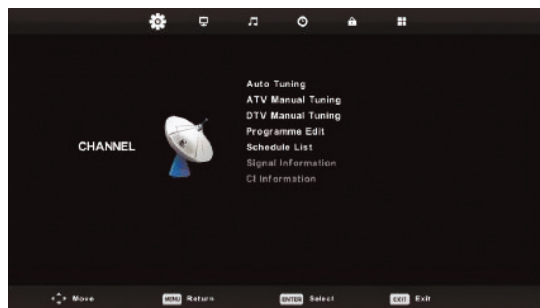 Auto Tuning
ATV Manual Tuning
DTV Manual Tuning
Programme Edit
CHANNEL
Schedule List
Signal Information
CI Information
Move MENU Return ENTER Select EXIT Exit